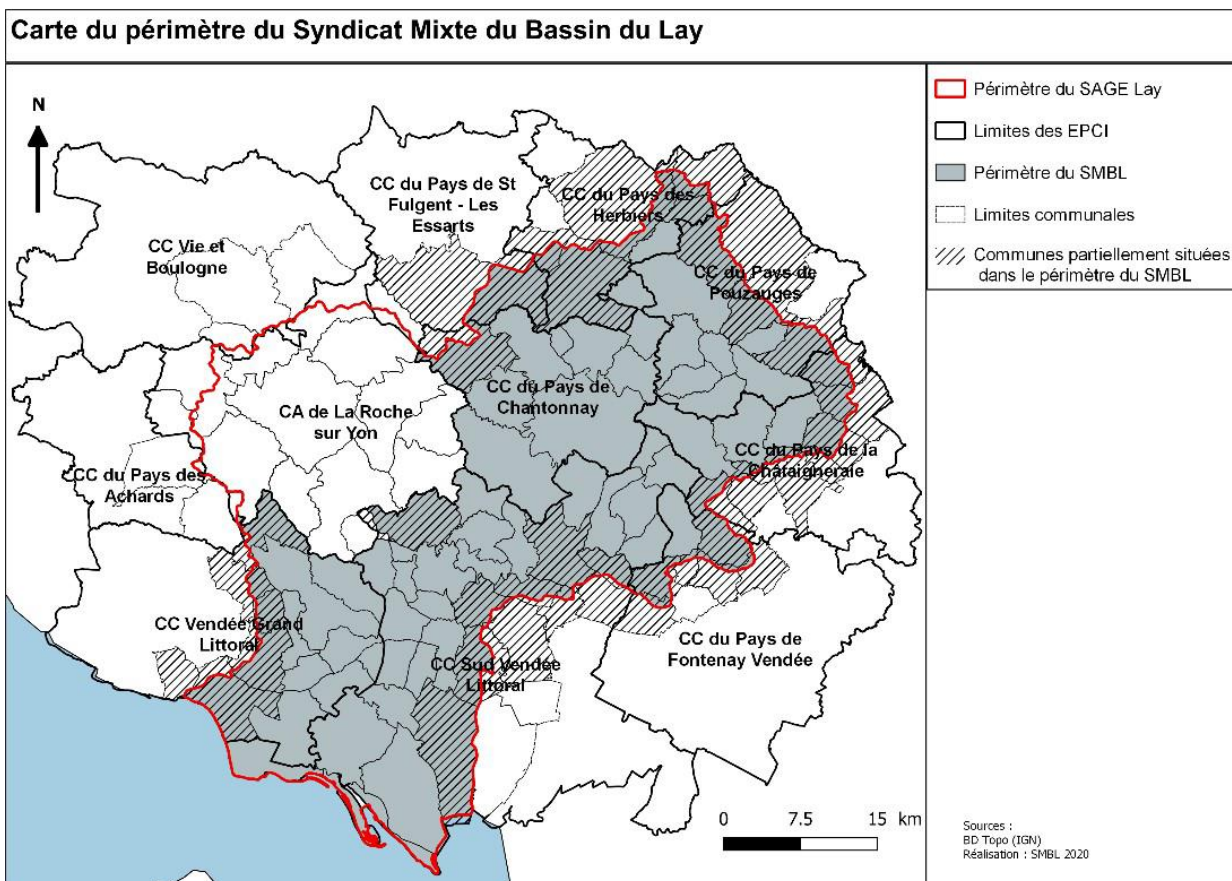 Carte du périmètre du Syndicat Mixte du Bassin du Lay
N
CC du Pays de St
Fulgent - Les
Essarts
CC du Pays des
Herbiers
CC Vie et
Boulogne
CC du Pays de
Pouzauges
CC du Pays de
Chantonnay
CA de La Roche
sur Yon
CC du Pays des
Achards
CC du Pays de la
Châtaigneraie
CC Vendée Grand
Littoral
CC Sud Vendée
Littoral
CC du Pays de
Fontenay Vendée
0 7.5 15 km
Périmètre du SAGE Lay
Limites des EPCI
Périmètre du SMBL
Limites communales
Communes partiellement situées
dans le périmètre du SMBL
Sources :
BD Topo (IGN)
Réalisation : SMBL 2020